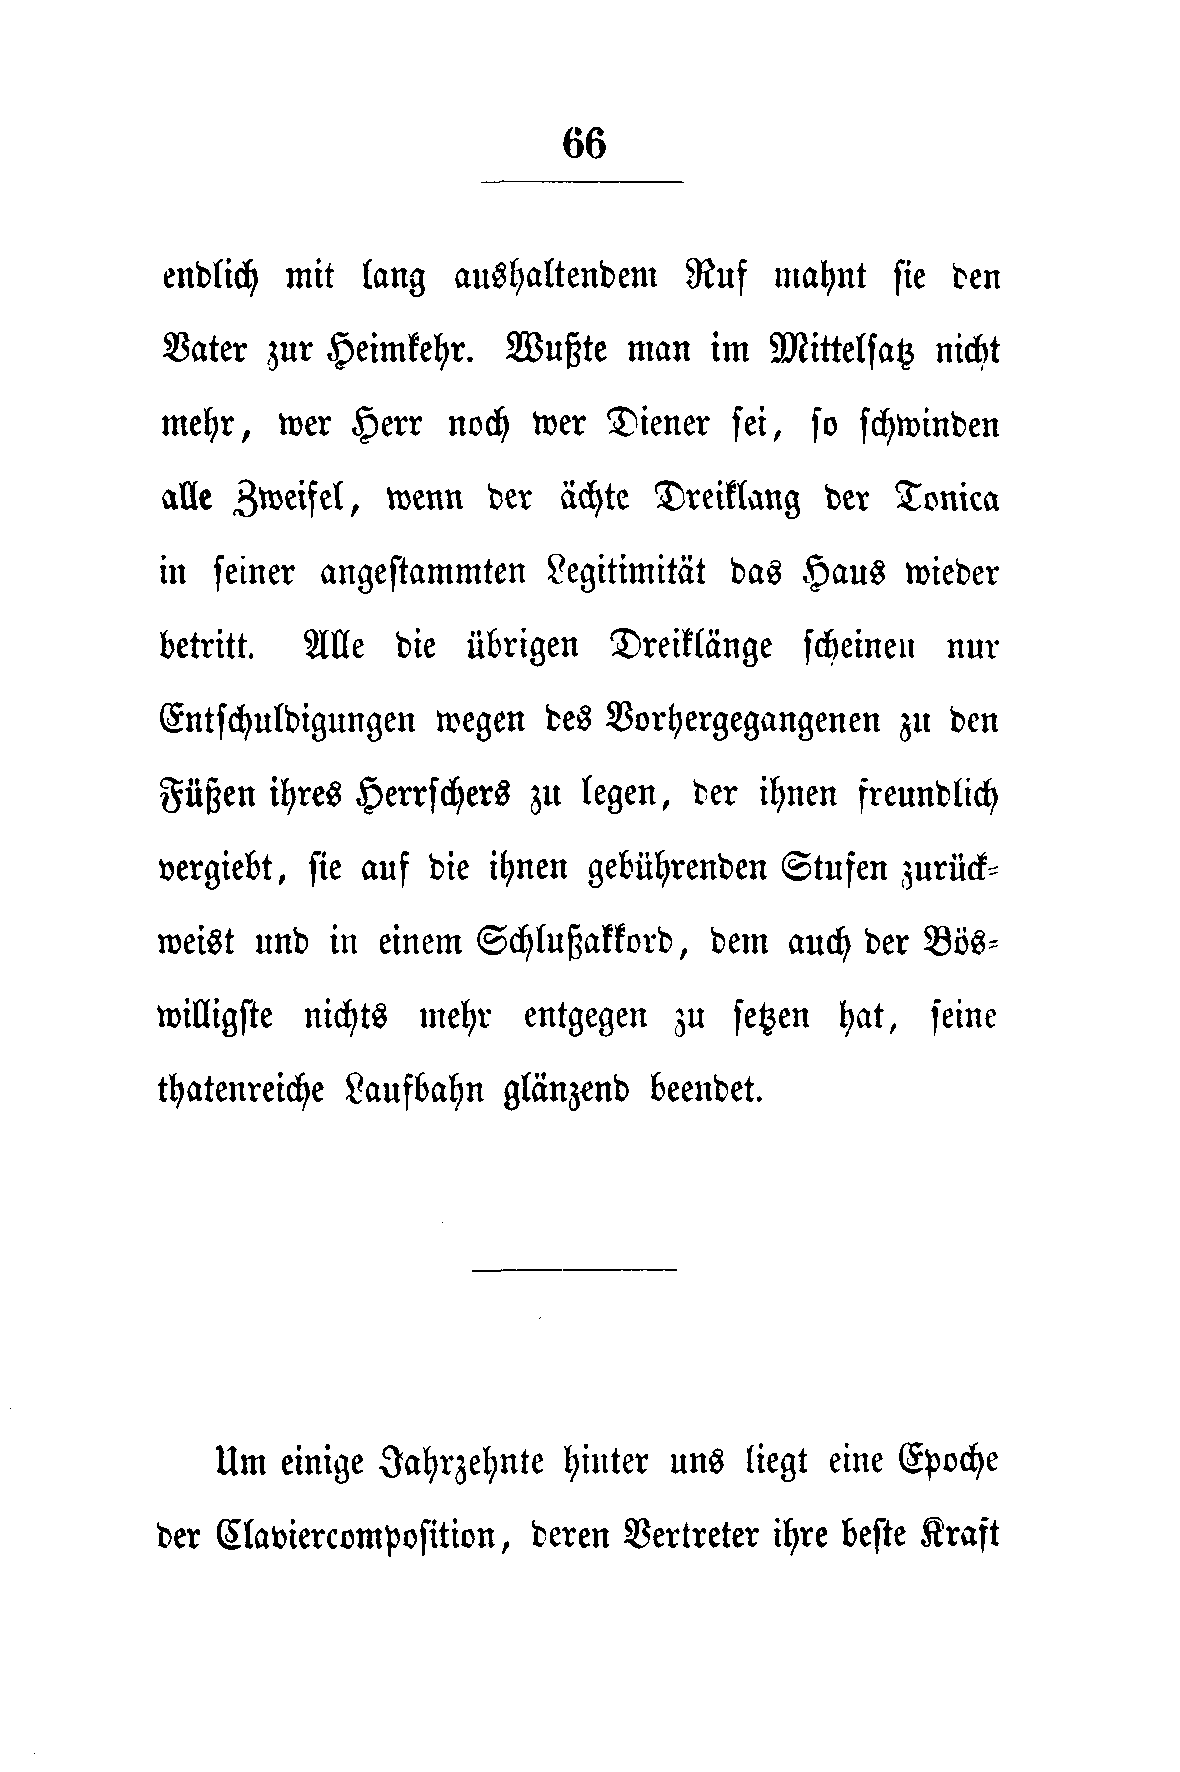 66
endlich mit lang aushaltendem Ruf mahnt sie den
Vater zur Heimkehr. Wußte man im Mittelsatz nicht
mehr, wer Herr noch wer Diener sei, so schwinden
alle Zweifel, wenn der ächte Dreiklang der Tonica
in seiner angestammten Legitimität das Haus wieder
betritt. Alle die übrigen Dreiklänge scheinen nur
Entschuldigungen wegen des Vorhergegangenen zu den
Füßen ihres Herrschers zu legen, der ihnen freundlich
vergiebt, sie auf die ihnen gebührenden Stufen zurück-
weist und in einem Schlußakkord, dem auch der Bös-
willigste nichts mehr entgegen zu setzen hat, seine
thatenreiche Laufbahn glänzend beendet.
Um einige Jahrzehnte hinter uns liegt eine Epoche
der Claviercomposition, deren Vertreter ihre beste Kraft